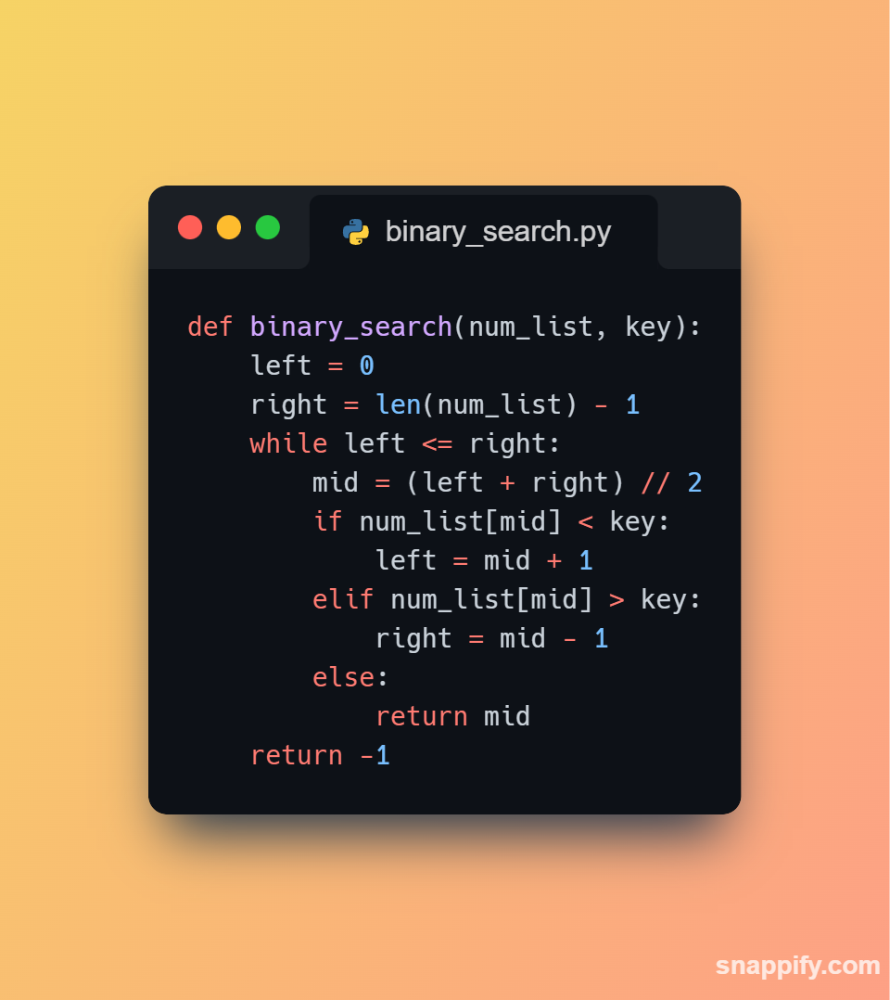 binary_search.py
def binary_search(num_list, key):
    left = 0
    right = len(num_list) - 1
    while left <= right:
        mid = (left + right) // 2
        if num_list[mid] < key:
            left = mid + 1
        elif num_list[mid] > key:
            right = mid - 1
        else:
            return mid
    return -1
snappify.com